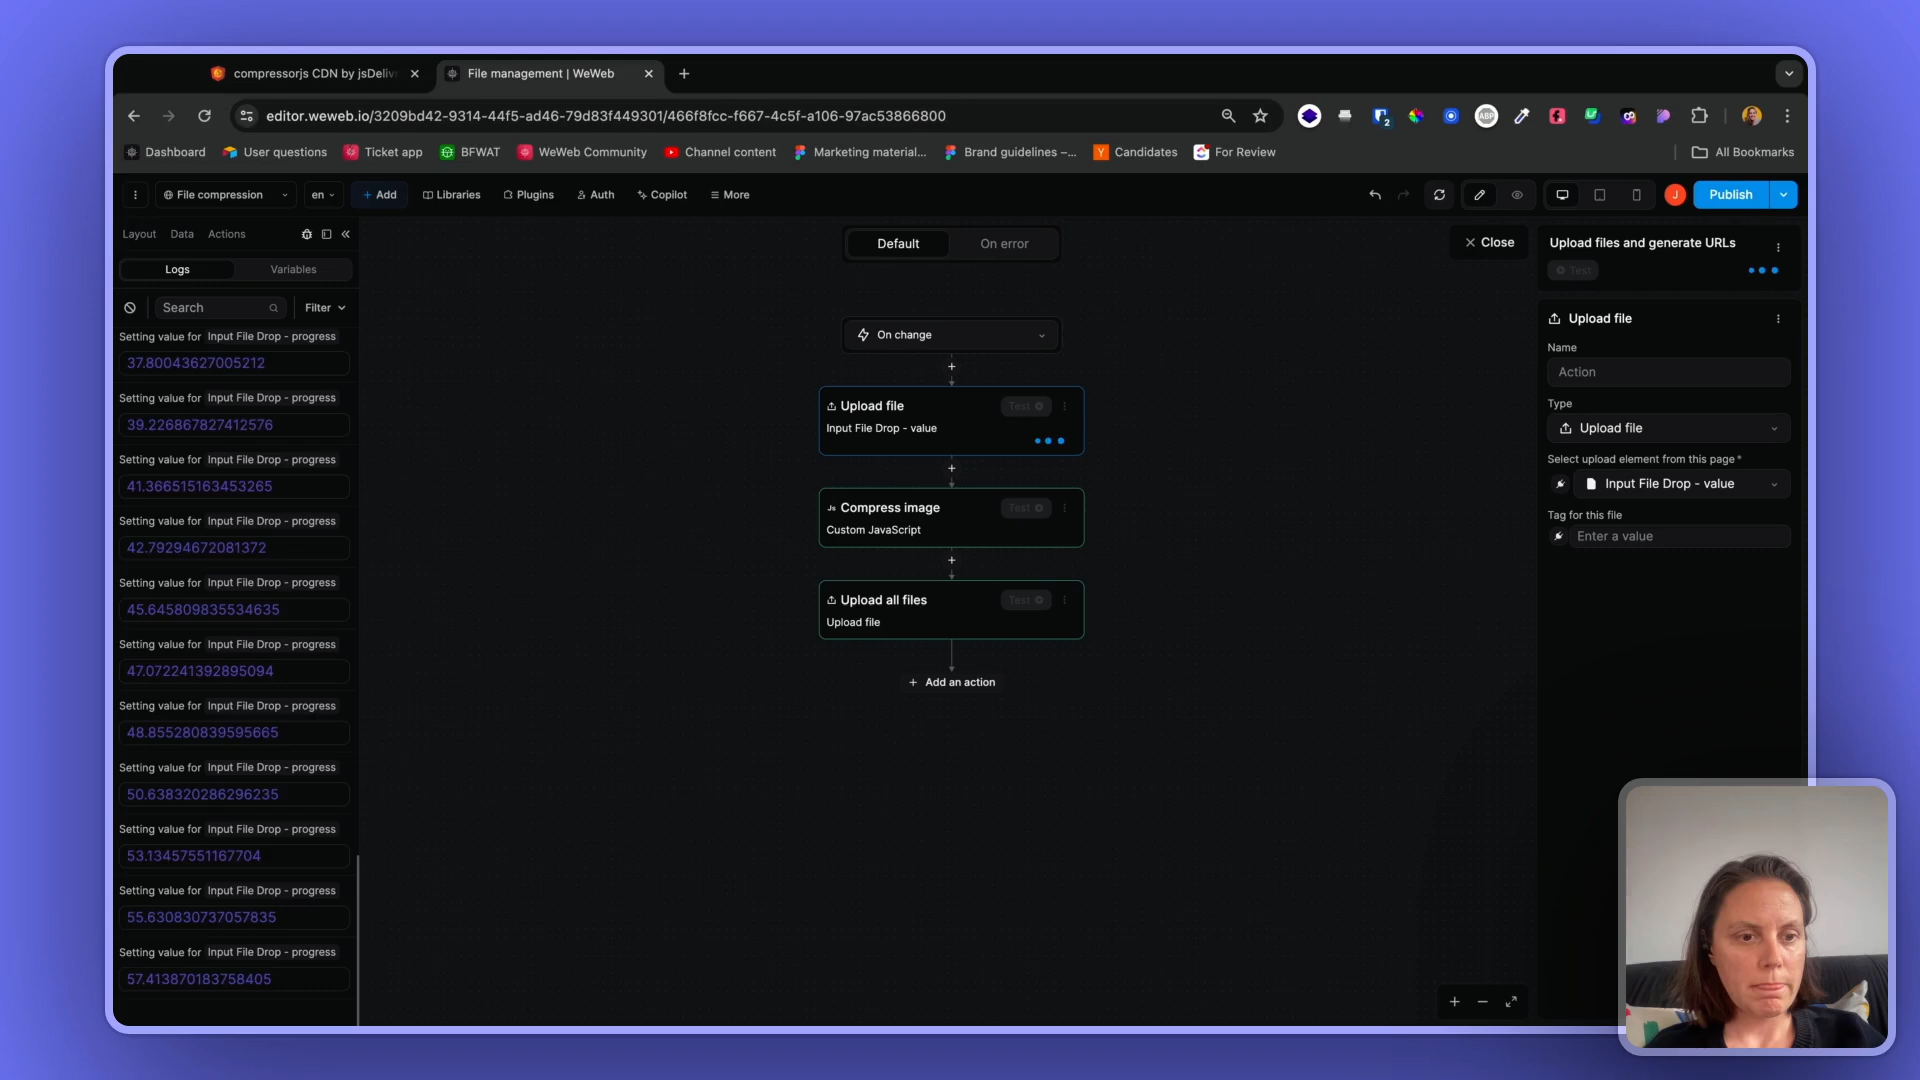 compressorjs CDN by jsDeliv
File management | WeWeb
editor.weweb.io/3209bd42-9314-44f5-ad46-79d83f449301/466f8fcc-f667-4c5f-a106-97ac53866800
2
ABP
Dashboard
User questions
Ticket app
BFWAT
WeWeb Community
Channel content
Marketing material...
Brand guidelines –...
Candidates
For Review
All Bookmarks
File compression
en
Add
Libraries
Plugins
Auth
Copilot
More
J
Publish
Layout
Data
Actions
Logs
Variables
Search
Filter
Setting value for Input File Drop - progress
37.80043627005212
Setting value for Input File Drop - progress
39.226867827412576
Setting value for Input File Drop - progress
41.366515163453265
Setting value for Input File Drop - progress
42.79294672081372
Setting value for Input File Drop - progress
45.645809835534635
Setting value for Input File Drop - progress
47.072241392895094
Setting value for Input File Drop - progress
48.855280839595665
Setting value for Input File Drop - progress
50.638320286296235
Setting value for Input File Drop - progress
53.13457551167704
Setting value for Input File Drop - progress
55.630830737057835
Setting value for Input File Drop - progress
57.413870183758405
Default
On error
Close
On change
Upload file
Test
Input File Drop - value
Js Compress image
Test
Custom JavaScript
Upload all files
Test
Upload file
Add an action
Upload files and generate URLs
Test
Upload file
Name
Action
Type
Upload file
Select upload element from this page*
Input File Drop - value
Tag for this file
Enter a value